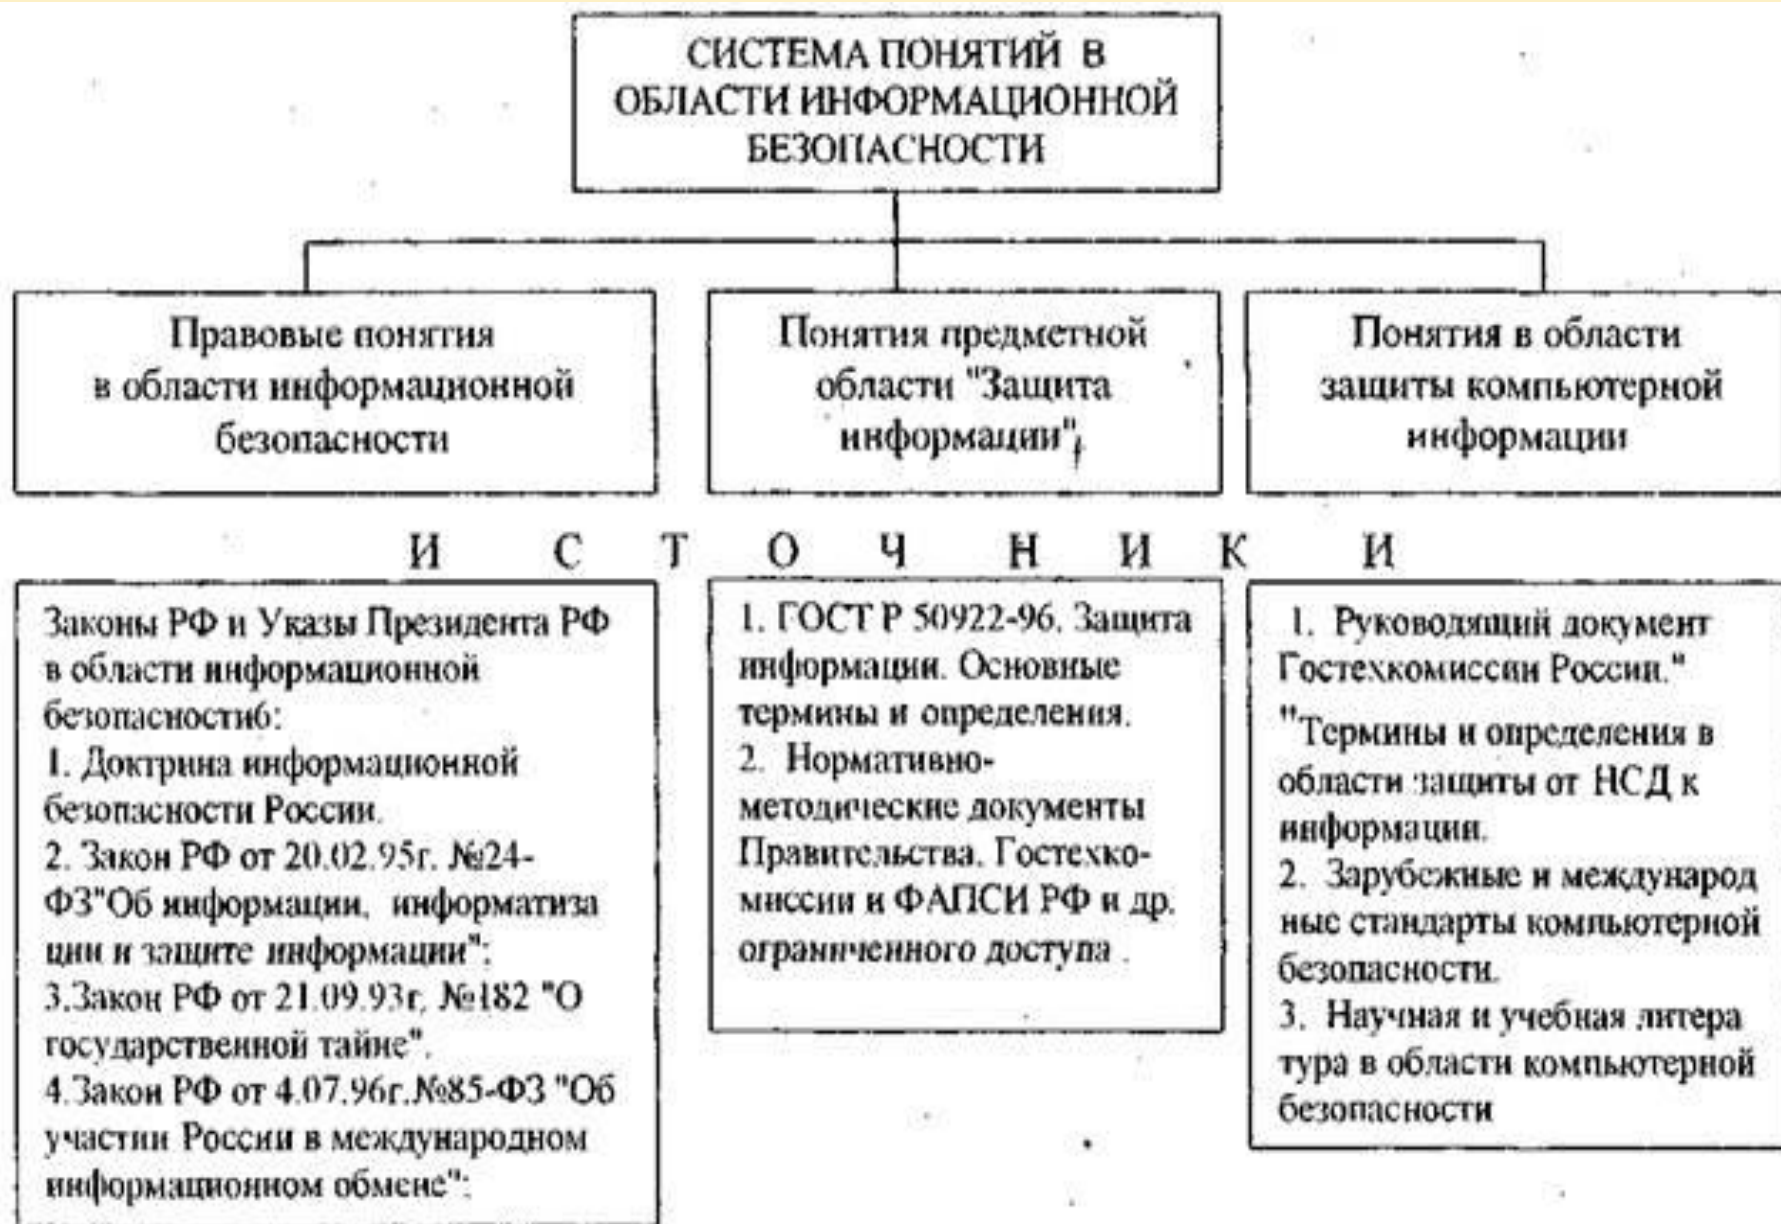 СИСТЕМА ПОНЯТИЙ В
ОБЛАСТИ ИНФОРМАЦИОННОЙ
БЕЗОПАСНОСТИ
Правовые понятия
в области информационной
безопасности
Понятия предметной
области "Защита
информации"
Понятия в области
защиты компьютерной
информации
И С Т О Ч Н И К И
Законы РФ и Указы Президента РФ
в области информационной
безопасности6:
1. Доктрина информационной
безопасности России.
2. Закон РФ от 20.02.95г. №24-
ФЗ"Об информации, информатиза
ции и защите информации":
3.Закон РФ от 21.09.93г, №182 "О
государственной тайне".
4.Закон РФ от 4.07.96г.№85-ФЗ "Об
участии России в международном
информационном обмене":
1. ГОСТ Р 50922-96. Защита
информации. Основные
термины и определения.
2. Нормативно-
методические документы
Правительства. Гостехко-
миссии и ФАПСИ РФ и др.
ограниченного доступа .
1. Руководящий документ
Гостехкомиссии России."
"Термины и определения в
области защиты от НСД к
информации.
2. Зарубежные и международ
ные стандарты компьютерной
безопасности.
3. Научная и учебная литера
тура в области компьютерной
безопасности